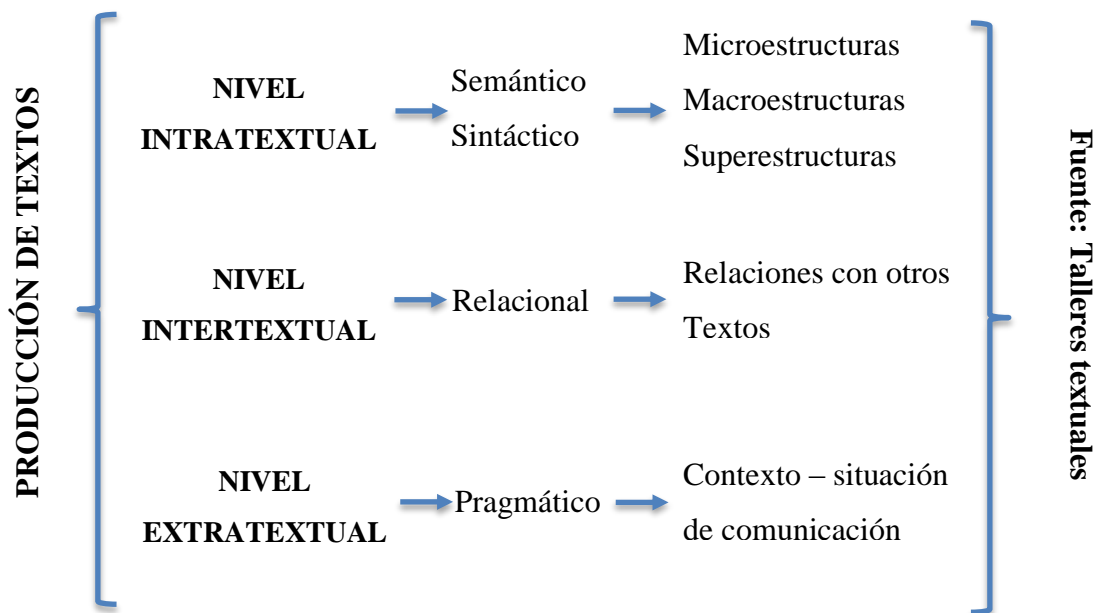 PRODUCCIÓN DE TEXTOS
NIVEL
INTRATEXTUAL
Semántico
Sintáctico
Microestructuras
Macroestructuras
Superestructuras
NIVEL
INTERTEXTUAL
Relacional
Relaciones con otros
Textos
NIVEL
EXTRATEXTUAL
Pragmático
Contexto – situación
de comunicación
Fuente: Talleres textuales